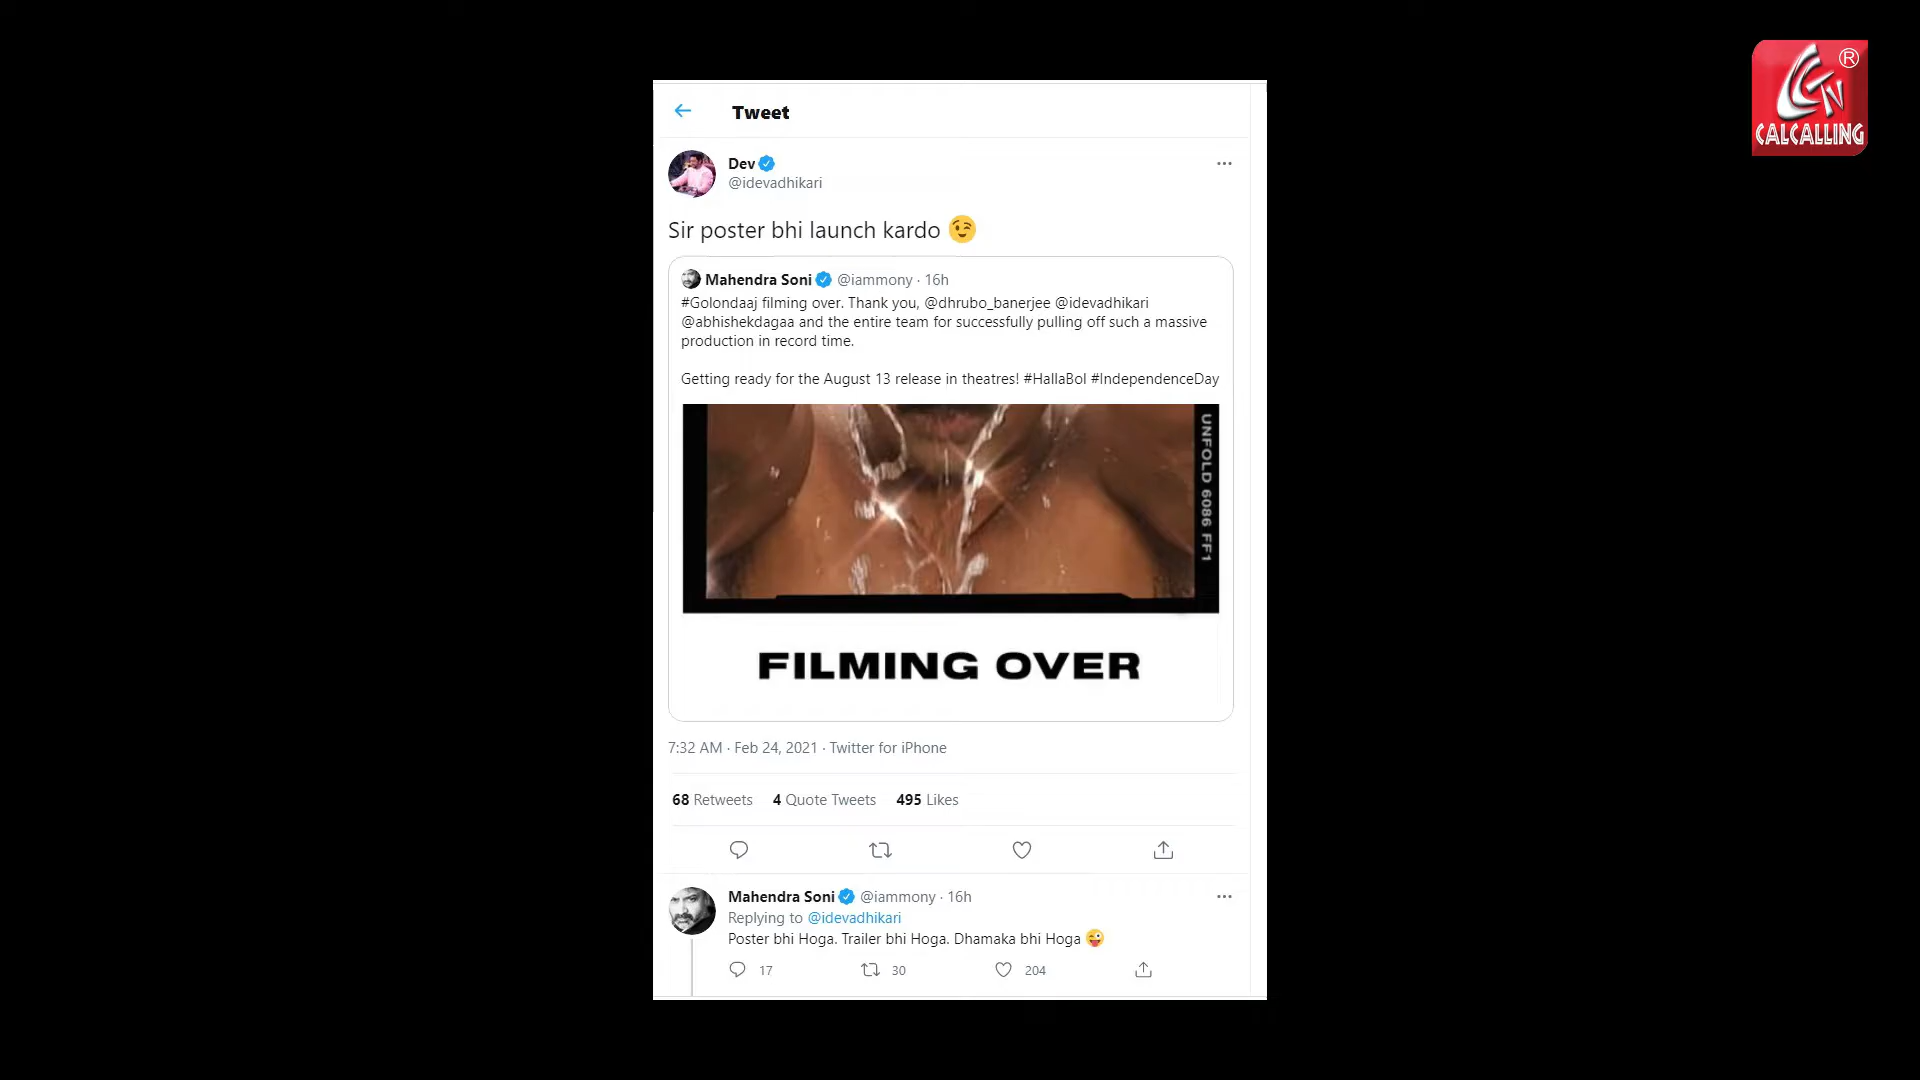 CALCALLING
®
Tweet
Dev
@idevadhikari
Sir poster bhi launch kardo 😉
Mahendra Soni @iammony · 16h
#Golondaaj filming over. Thank you, @dhrubo_banerjee @idevadhikari
@abhishekdagaa and the entire team for successfully pulling off such a massive
production in record time.
Getting ready for the August 13 release in theatres! #HallaBol #IndependenceDay
UNFOLD 6086 FF1
FILMING OVER
7:32 AM · Feb 24, 2021 · Twitter for iPhone
68 Retweets 4 Quote Tweets 495 Likes
Mahendra Soni @iammony · 16h
Replying to @idevadhikari
Poster bhi Hoga. Trailer bhi Hoga. Dhamaka bhi Hoga 😜
17 30 204